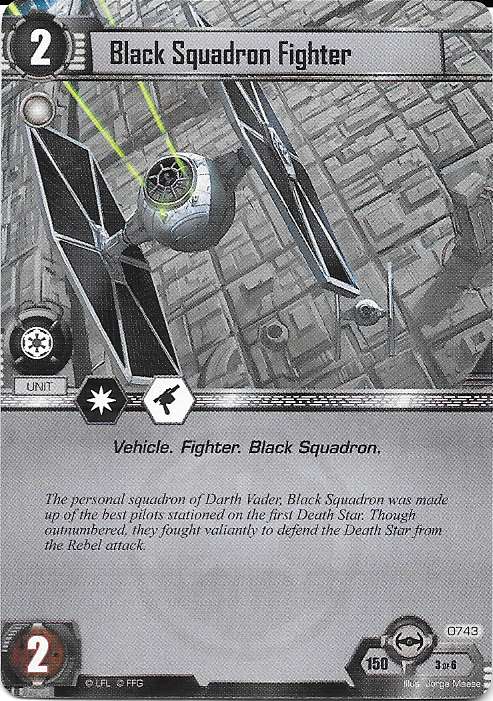 2
Black Squadron Fighter
UNIT
Vehicle. Fighter. Black Squadron.
The personal squadron of Darth Vader, Black Squadron was made
up of the best pilots stationed on the first Death Star. Though
outnumbered, they fought valiantly to defend the Death Star from
the Rebel attack.
2
0743
150
3 OF 6
© LFL © FFG
Illus. Jorge Maese